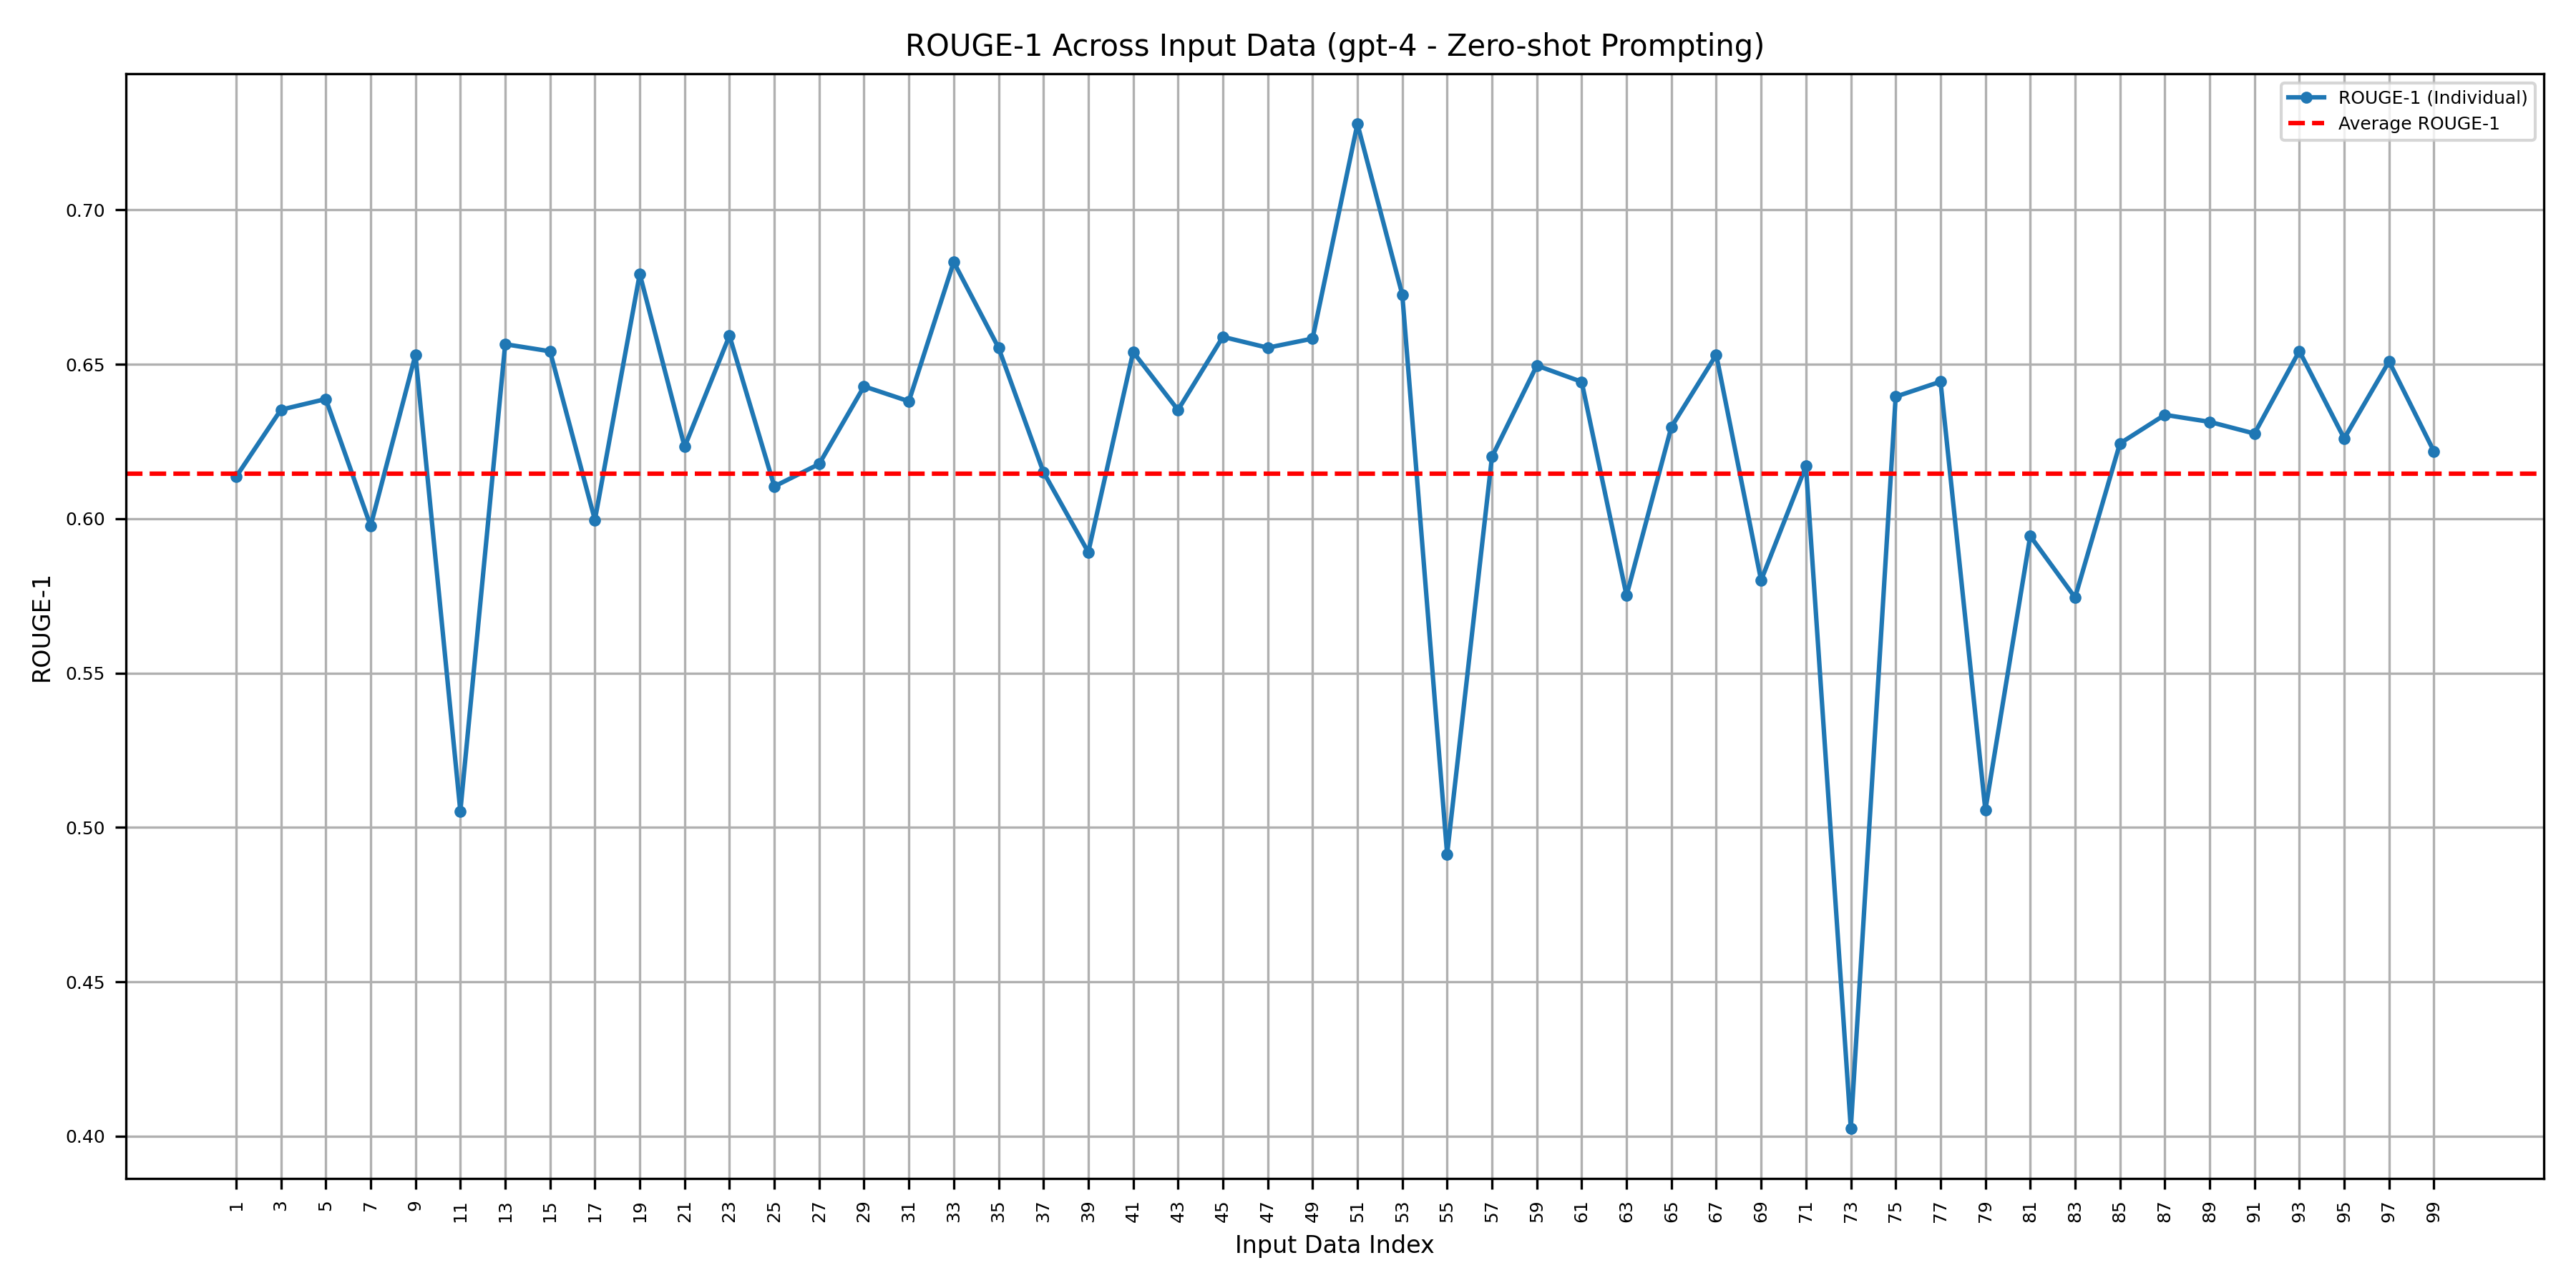 ROUGE-1 Across Input Data (gpt-4 - Zero-shot Prompting)
ROUGE-1 (Individual)
Average ROUGE-1
0.70
0.65
0.60
0.55
0.50
0.45
0.40
ROUGE-1
1 3 5 7 9 11 13 15 17 19 21 23 25 27 29 31 33 35 37 39 41 43 45 47 49 51 53 55 57 59 61 63 65 67 69 71 73 75 77 79 81 83 85 87 89 91 93 95 97 99
Input Data Index